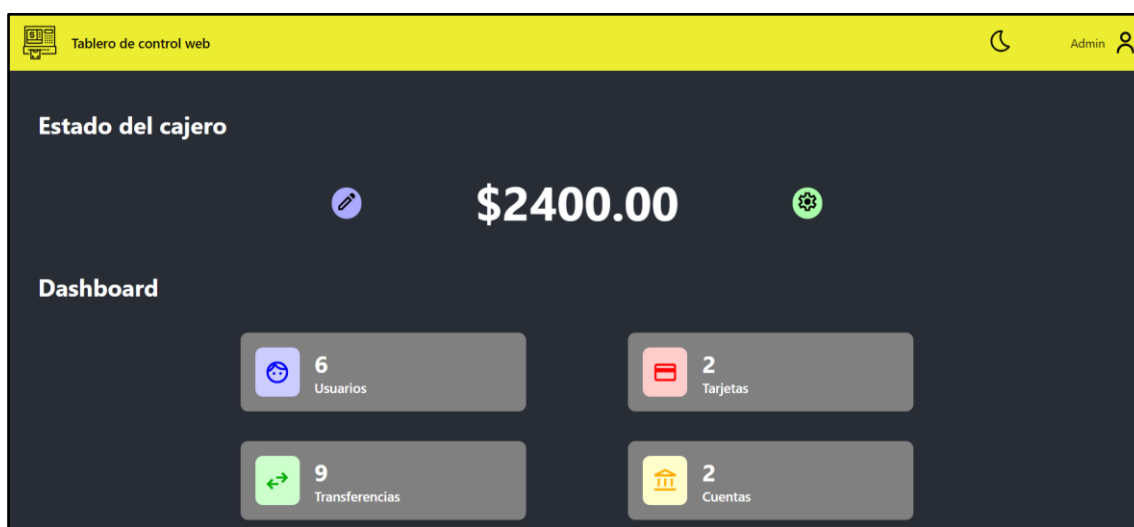 Tablero de control web
Admin
Estado del cajero
$2400.00
Dashboard
6
Usuarios
2
Tarjetas
9
Transferencias
2
Cuentas